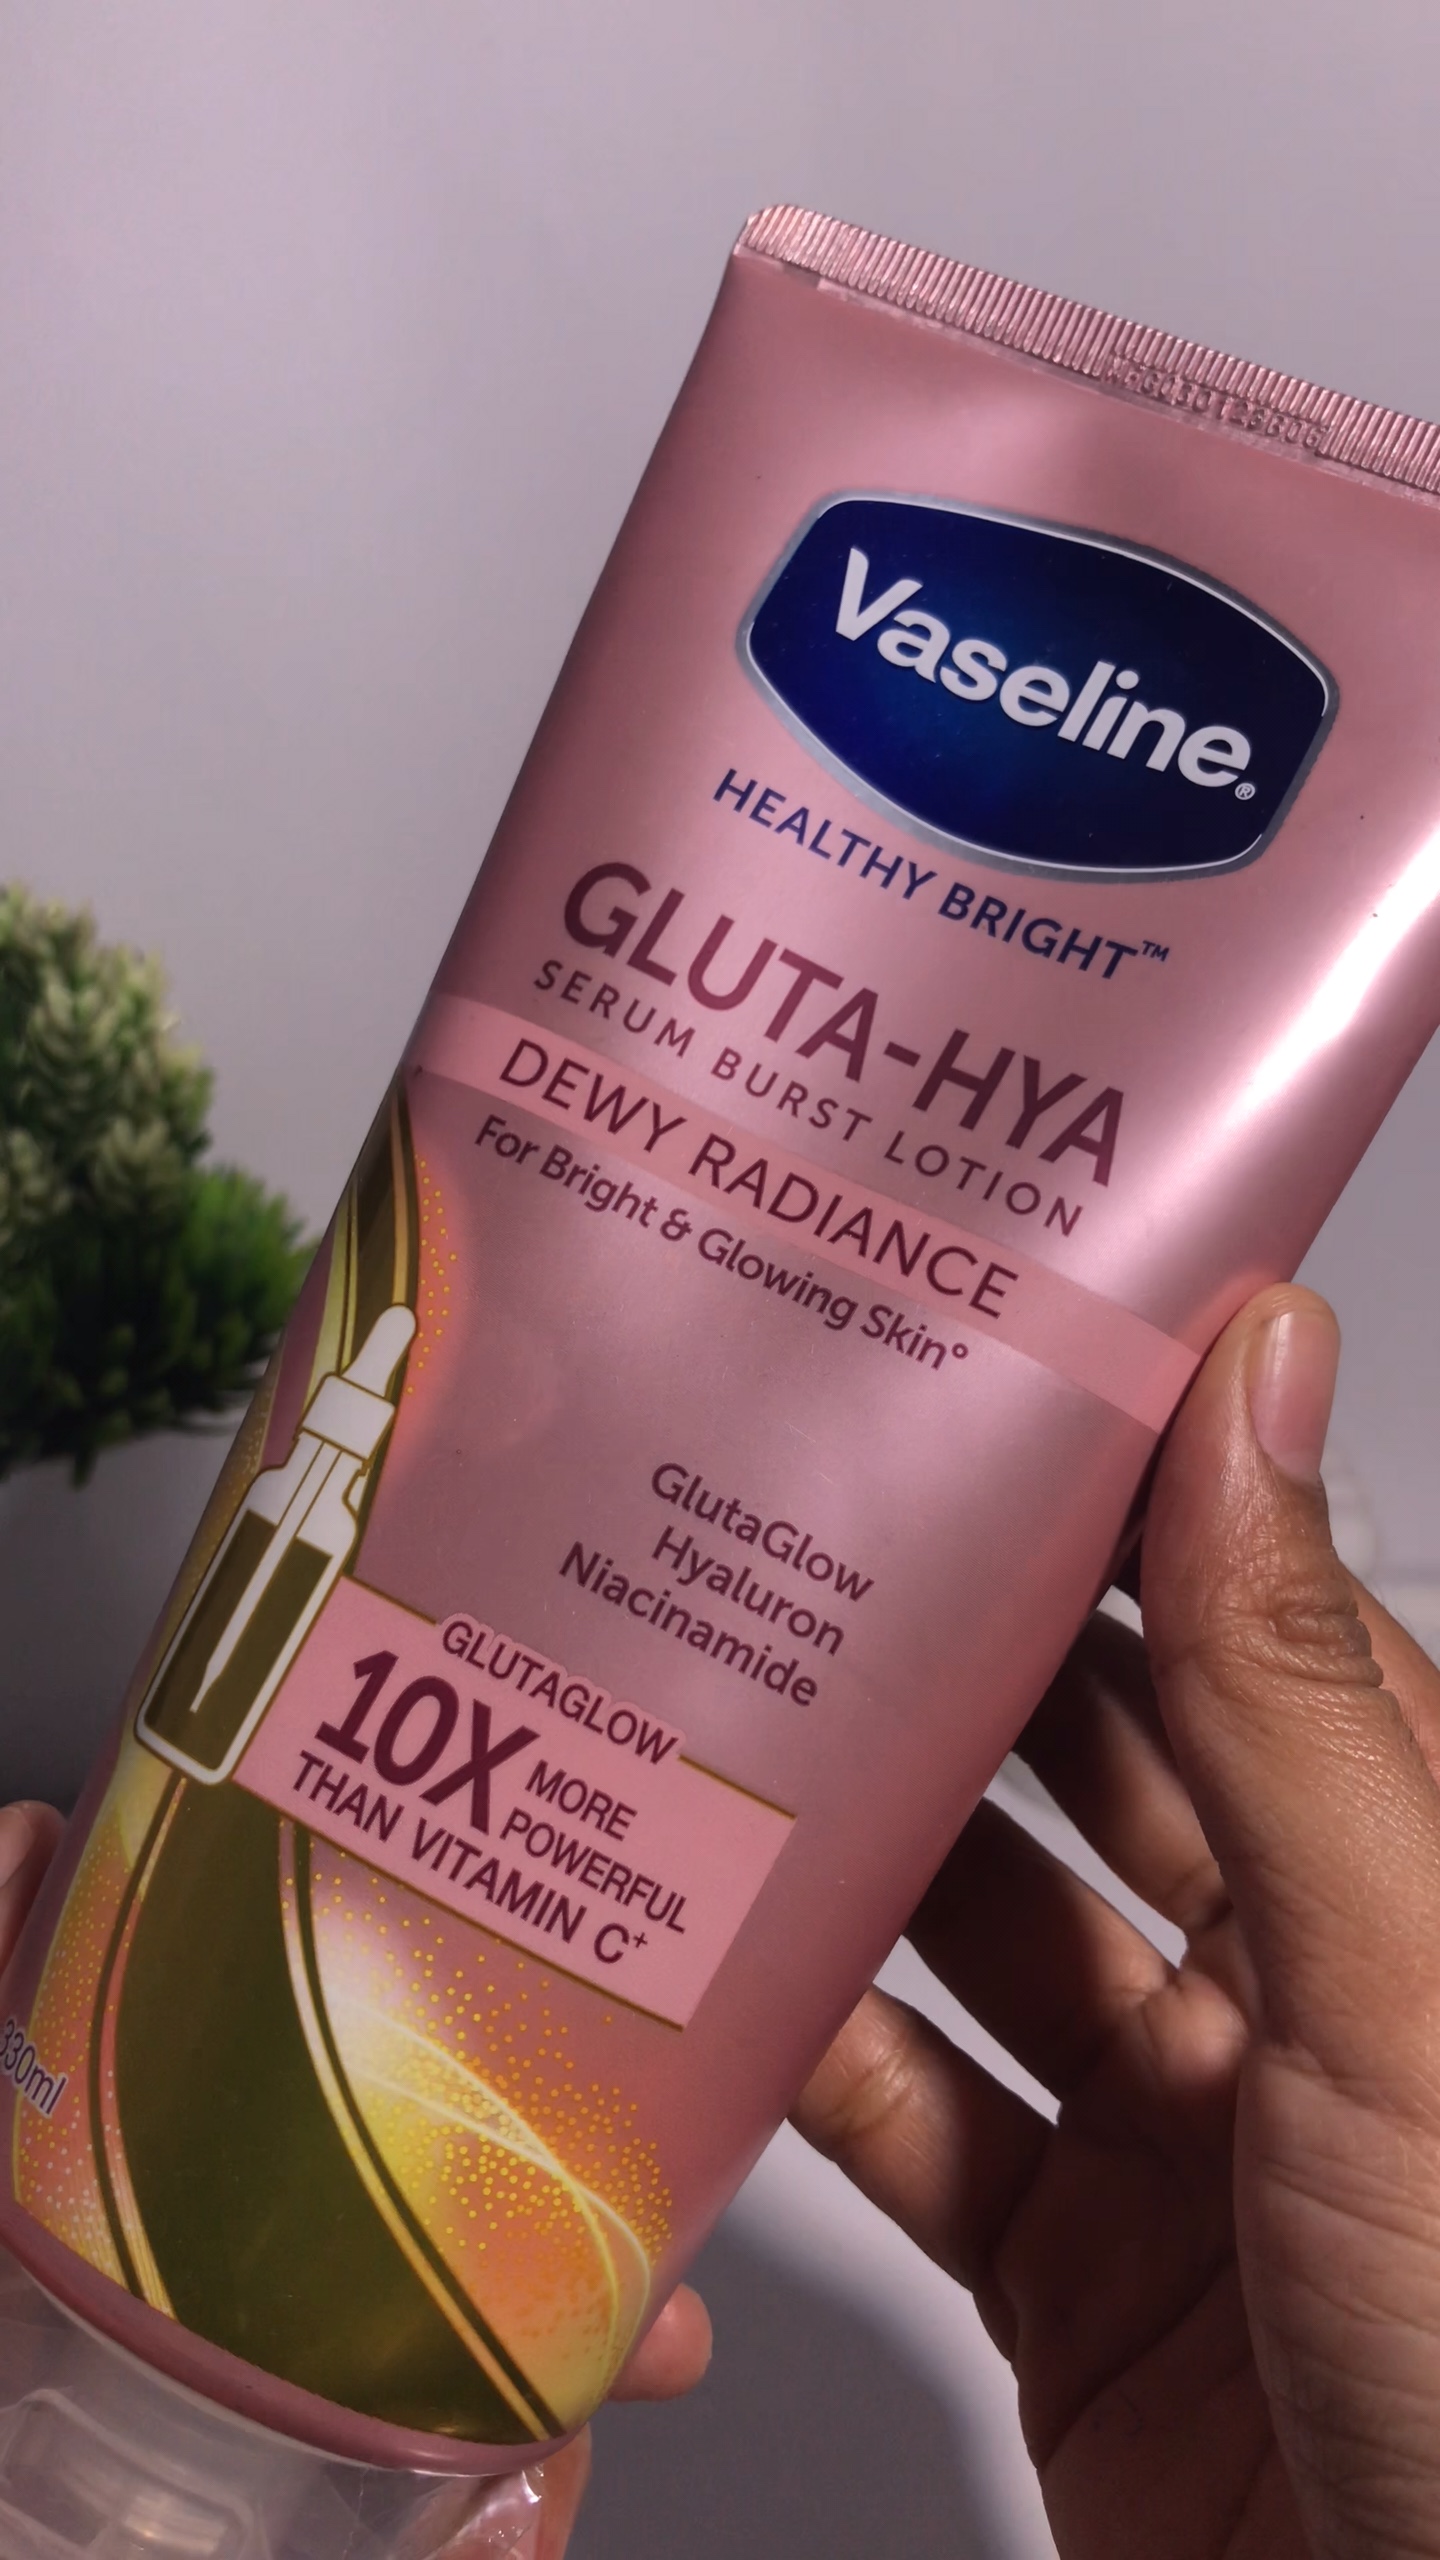 Vaseline®
HEALTHY BRIGHT™
GLUTA-HYA
SERUM BURST LOTION
DEWY RADIANCE
For Bright & Glowing Skin°
GlutaGlow
Hyaluron
Niacinamide
GLUTAGLOW
10X MORE
POWERFUL
THAN VITAMIN C⁺
330ml